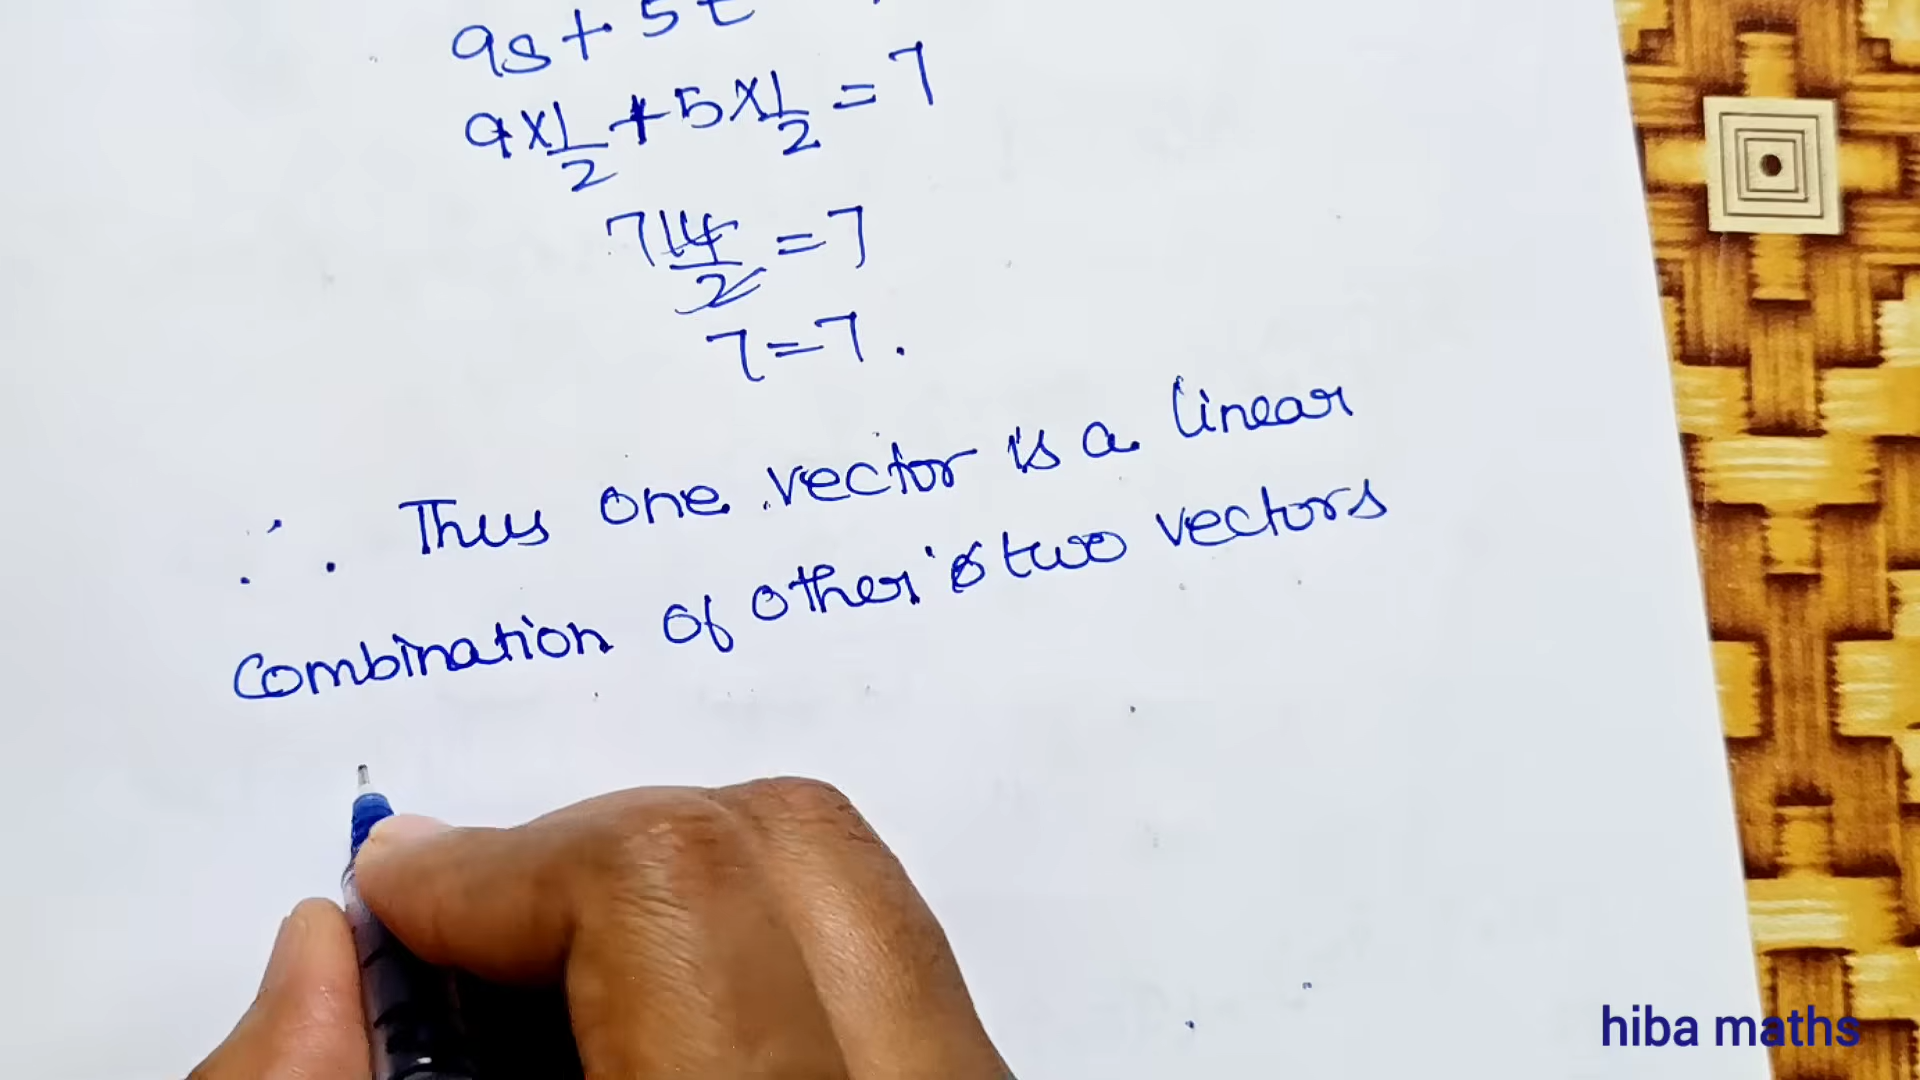 9s + 5t
9 x 1/2 + 5 x 1/2 = 7
7 14/2 = 7
7 = 7.
∴ Thus one vector is a linear
combination of other two vectors
hiba maths